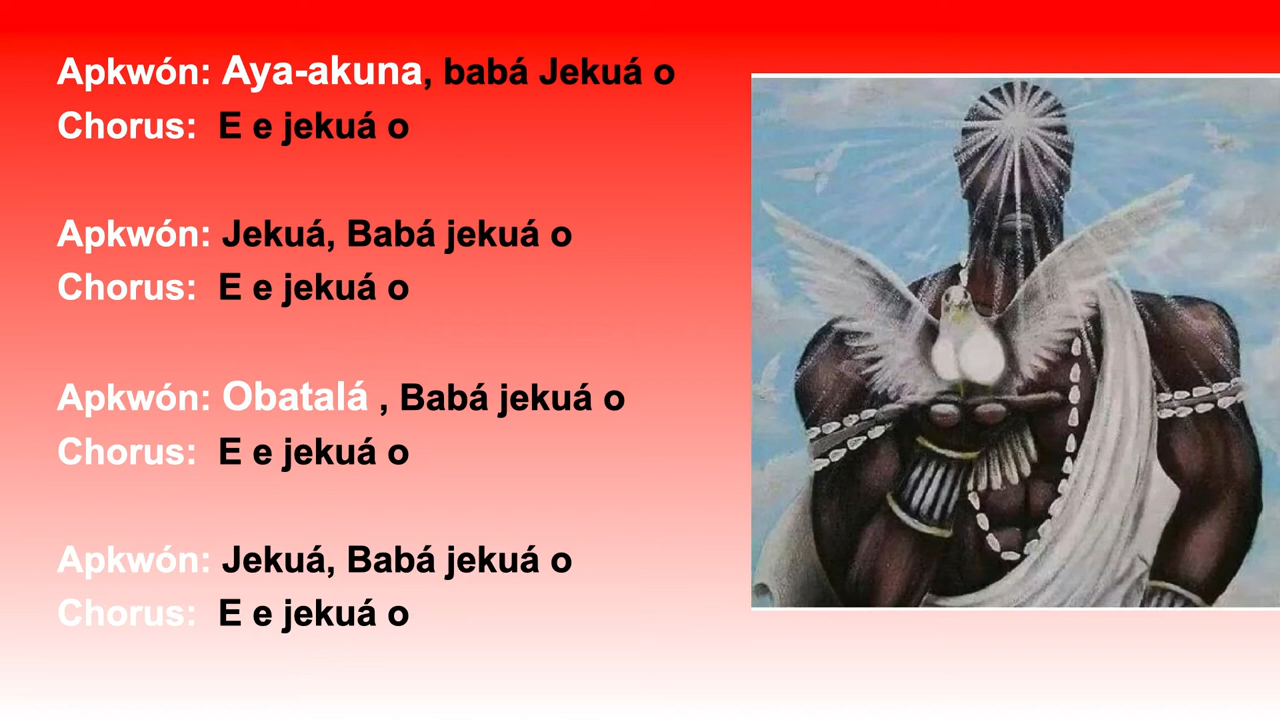 Apkwón: Aya-akuna, babá Jekuá o
Chorus: E e jekuá o
Apkwón: Jekuá, Babá jekuá o
Chorus: E e jekuá o
Apkwón: Obatalá , Babá jekuá o
Chorus: E e jekuá o
Apkwón: Jekuá, Babá jekuá o
Chorus: E e jekuá o